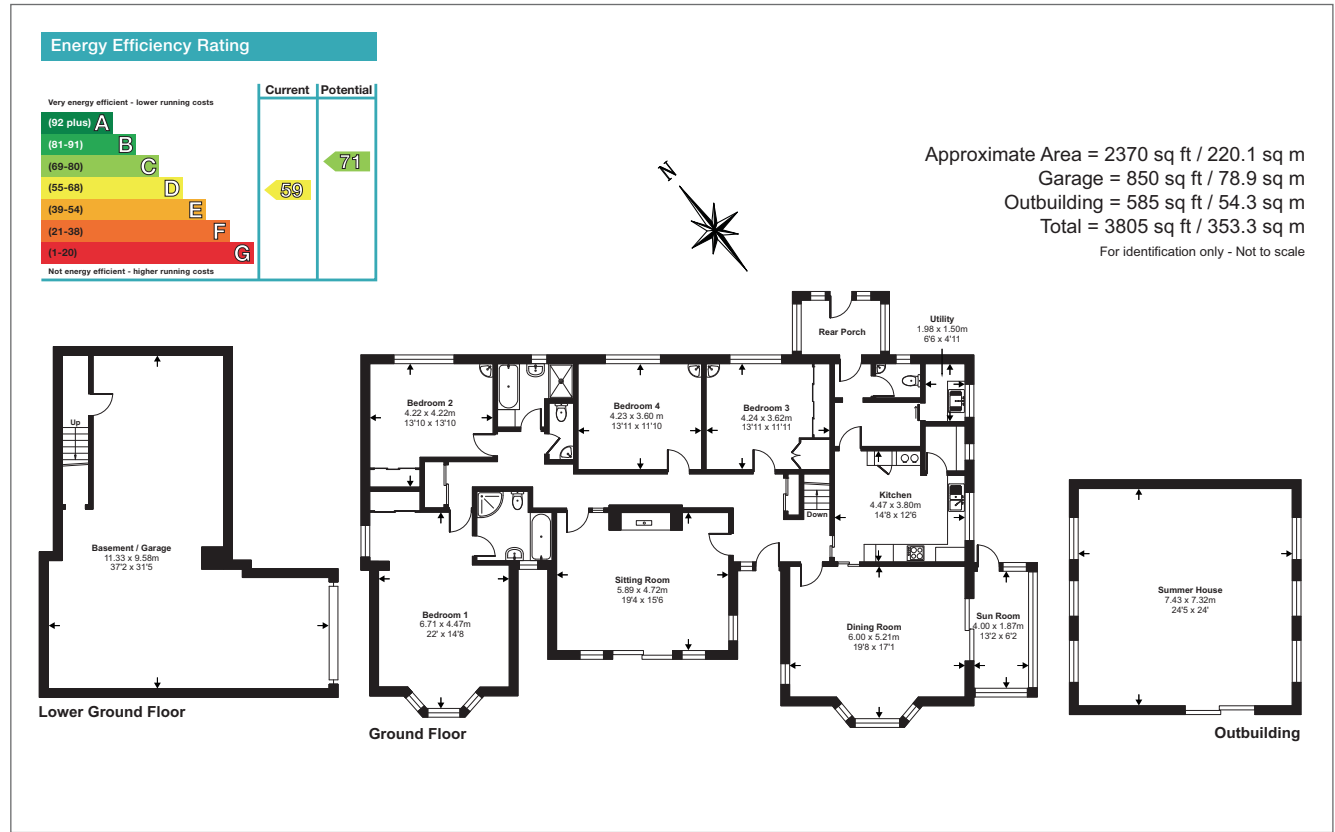 Energy Efficiency Rating
Current Potential
Very energy efficient - lower running costs
(92 plus) A
(81-91) B
(69-80) C
(55-68) D
(39-54) E
(21-38) F
(1-20) G
59
71
Not energy efficient - higher running costs
N
Approximate Area = 2370 sq ft / 220.1 sq m
Garage = 850 sq ft / 78.9 sq m
Outbuilding = 585 sq ft / 54.3 sq m
Total = 3805 sq ft / 353.3 sq m
For identification only - Not to scale
Up
Basement / Garage
11.33 x 9.58m
37'2 x 31'5
Lower Ground Floor
Rear Porch
Utility
1.98 x 1.50m
6'6 x 4'11
Bedroom 2
4.22 x 4.22m
13'10 x 13'10
Bedroom 4
4.23 x 3.60 m
13'11 x 11'10
Bedroom 3
4.24 x 3.62m
13'11 x 11'11
Kitchen
4.47 x 3.80m
14'8 x 12'6
Down
Sitting Room
5.89 x 4.72m
19'4 x 15'6
Bedroom 1
6.71 x 4.47m
22' x 14'8
Dining Room
6.00 x 5.21m
19'8 x 17'1
Sun Room
4.00 x 1.87m
13'2 x 6'2
Ground Floor
Summer House
7.43 x 7.32m
24'5 x 24'
Outbuilding